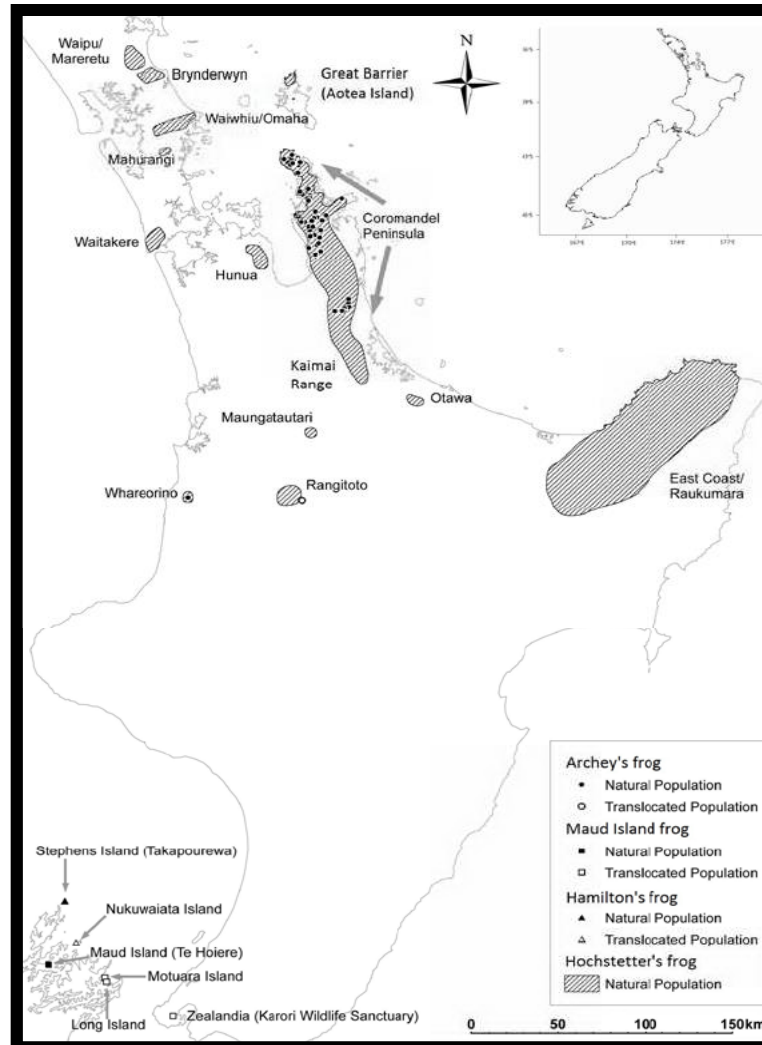 Waipu/
Mareretu
Brynderwyn
Great Barrier
(Aotea Island)
N
Waiwhiu/Omaha
Mahurangi
Coromandel
Peninsula
Waitakere
Hunua
Kaimai
Range
Otawa
Maungatautari
Whareorino
Rangitoto
East Coast/
Raukumara
Archey's frog
Natural Population
Translocated Population
Maud Island frog
Natural Population
Translocated Population
Hamilton's frog
Natural Population
Translocated Population
Hochstetter's frog
Natural Population
Stephens Island (Takapourewa)
Nukuwaiata Island
Maud Island (Te Hoiere)
Motuara Island
Long Island
Zealandia (Karori Wildlife Sanctuary)
0 50 100 150km